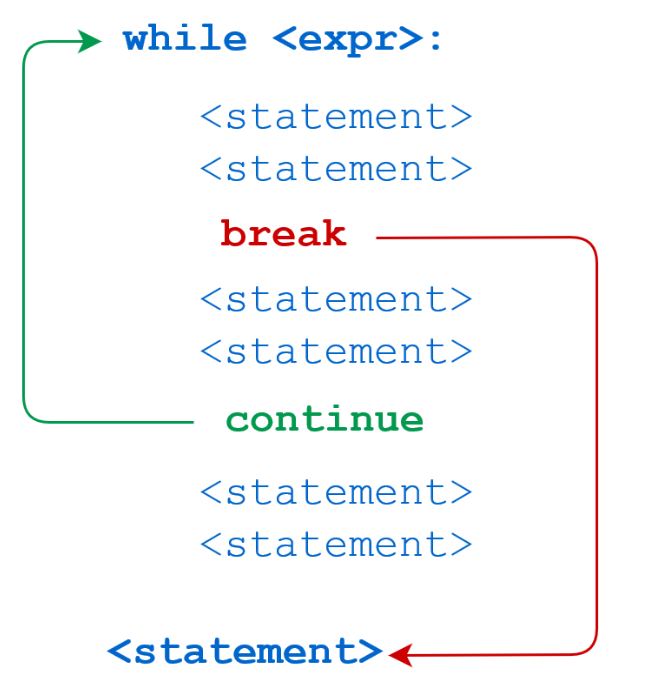 while <expr>:
<statement>
<statement>
break
<statement>
<statement>
continue
<statement>
<statement>
<statement>